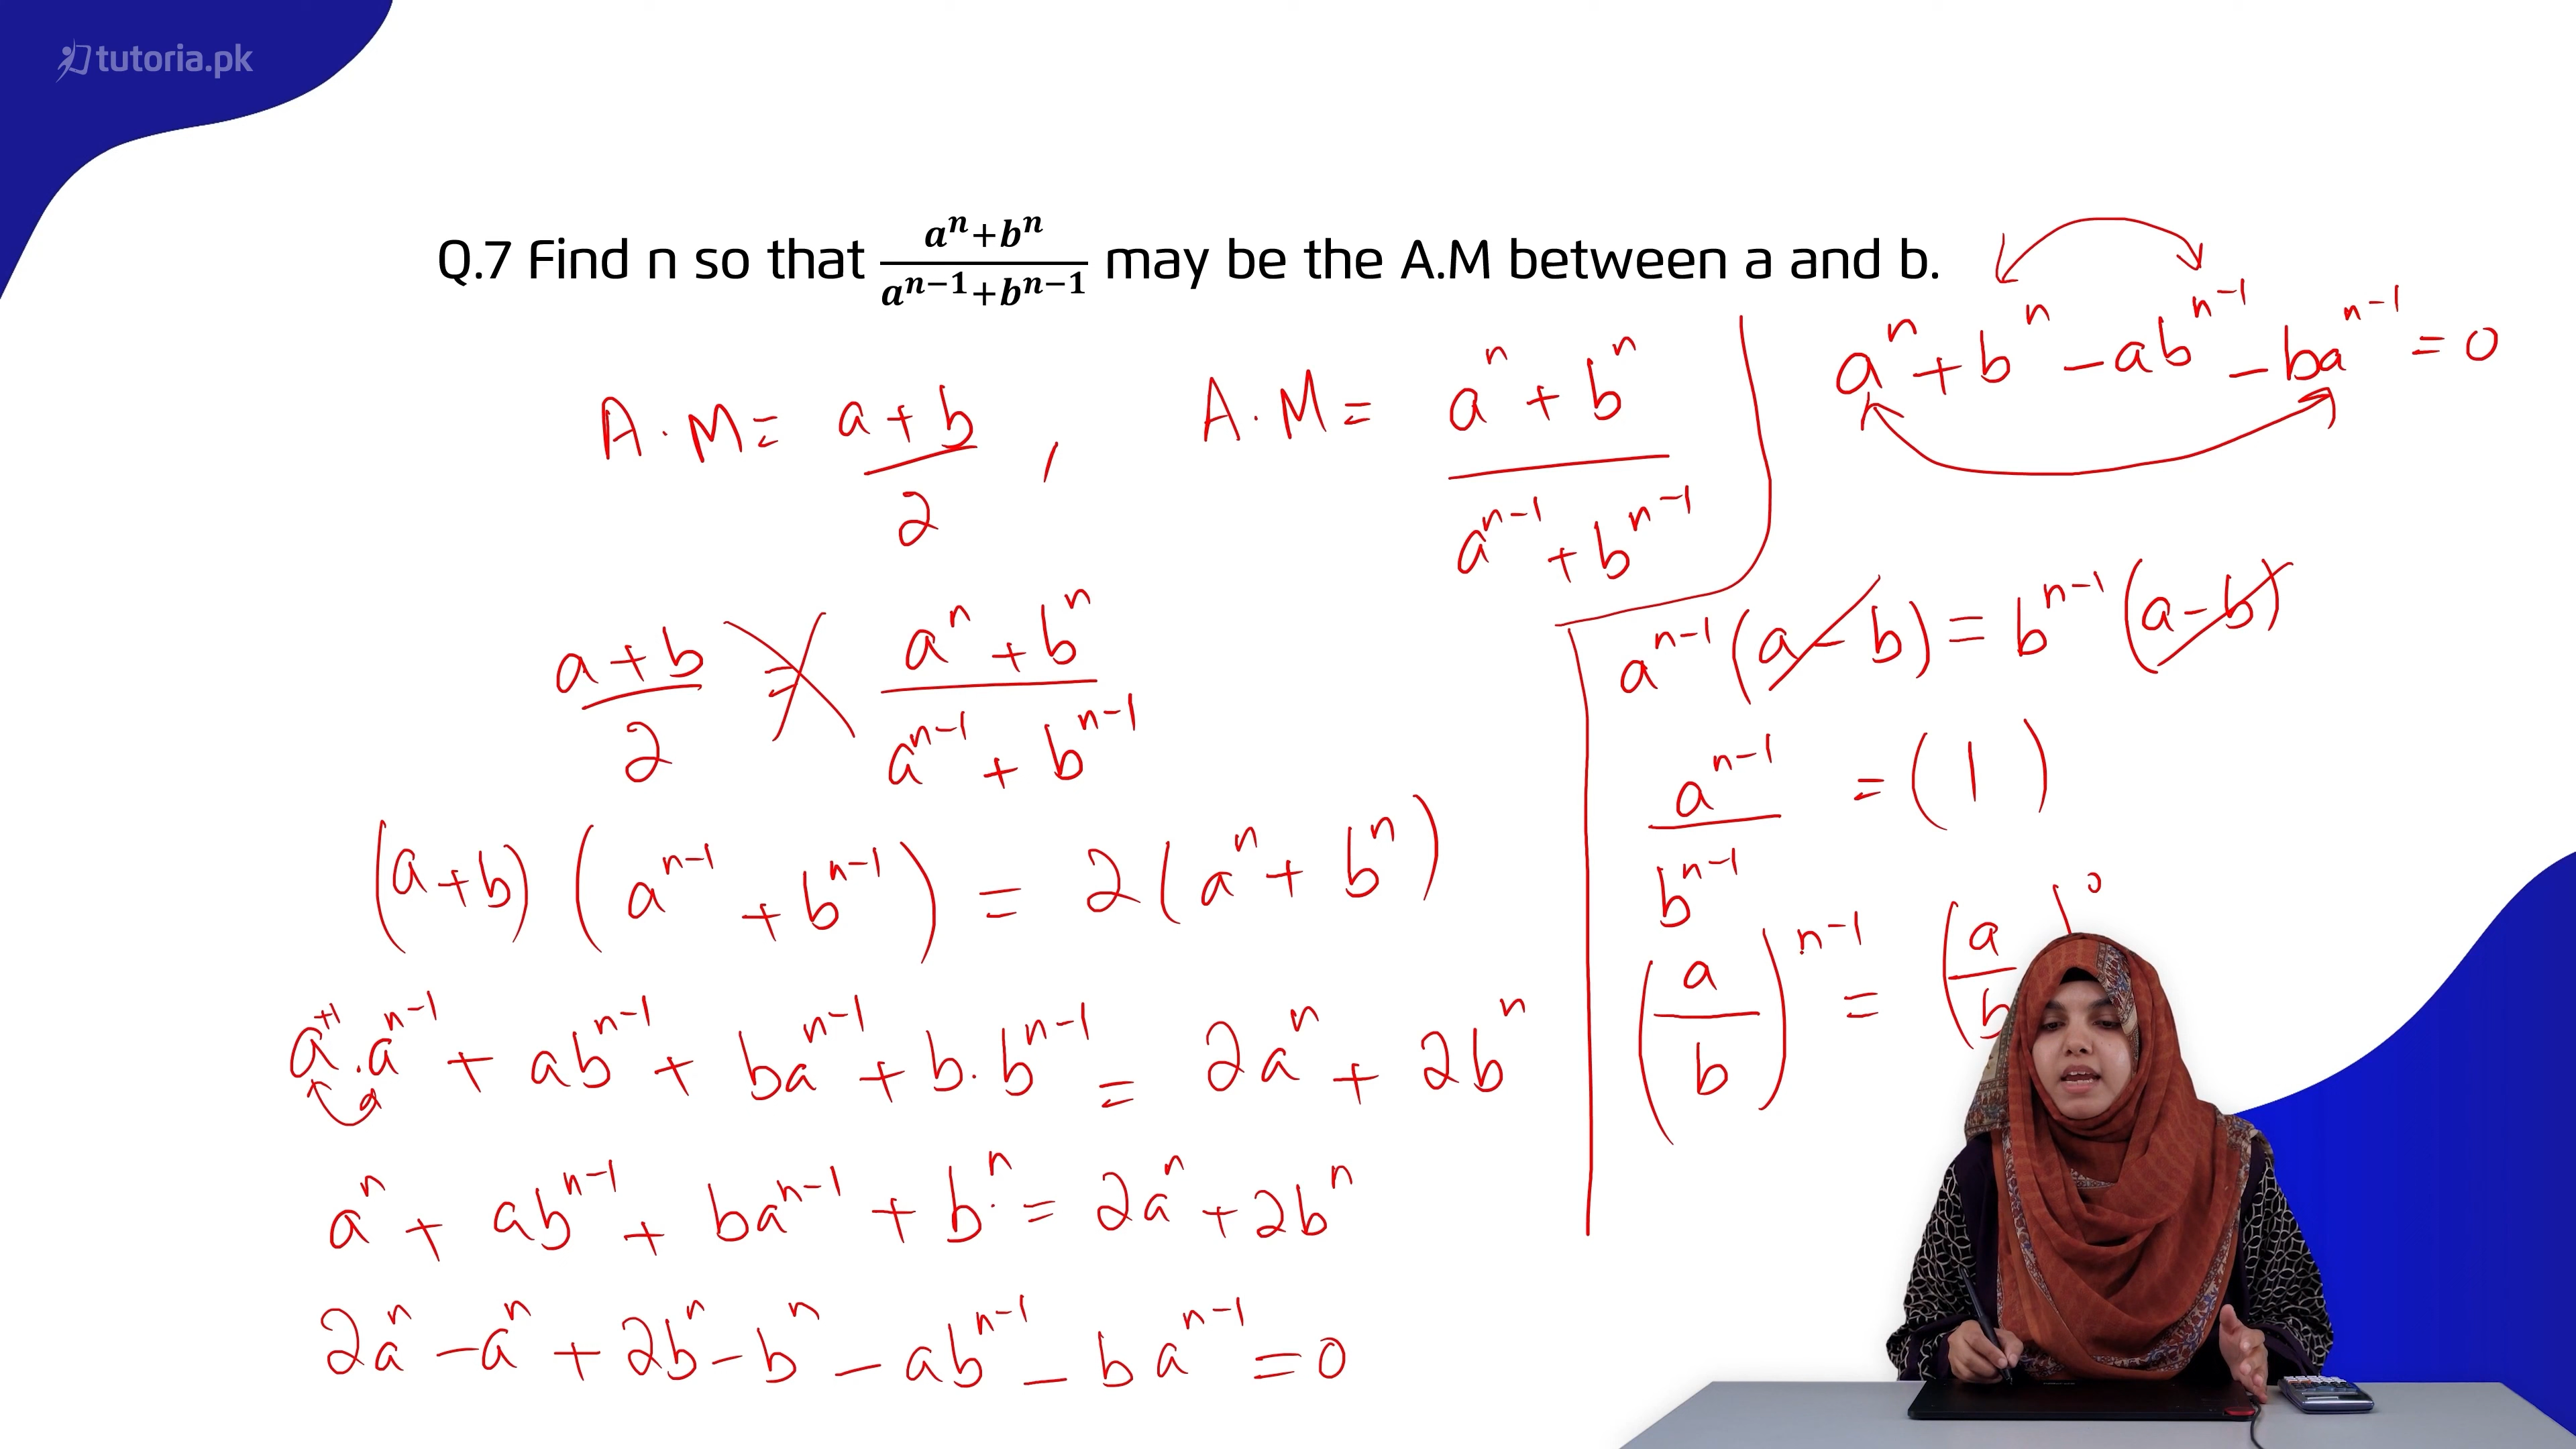 tutoria.pk
Q.7 Find n so that (aⁿ+bⁿ)/(aⁿ⁻¹+bⁿ⁻¹) may be the A.M between a and b.
A.M = (a+b)/2 , A.M = (aⁿ + bⁿ)/(aⁿ⁻¹ + bⁿ⁻¹)
(a+b)/2 = (aⁿ + bⁿ)/(aⁿ⁻¹ + bⁿ⁻¹)
(a+b) (aⁿ⁻¹ + bⁿ⁻¹) = 2(aⁿ + bⁿ)
a⁺¹.aⁿ⁻¹ + abⁿ⁻¹ + baⁿ⁻¹ + b.bⁿ⁻¹ = 2aⁿ + 2bⁿ
aⁿ + abⁿ⁻¹ + baⁿ⁻¹ + b.ⁿ = 2aⁿ + 2bⁿ
2aⁿ - aⁿ + 2bⁿ - bⁿ - abⁿ⁻¹ - baⁿ⁻¹ = 0
aⁿ + bⁿ - abⁿ⁻¹ - baⁿ⁻¹ = 0
aⁿ⁻¹(a-b) = bⁿ⁻¹(a-b)
aⁿ⁻¹/bⁿ⁻¹ = (1)
(a/b)ⁿ⁻¹ = (a/b)⁰